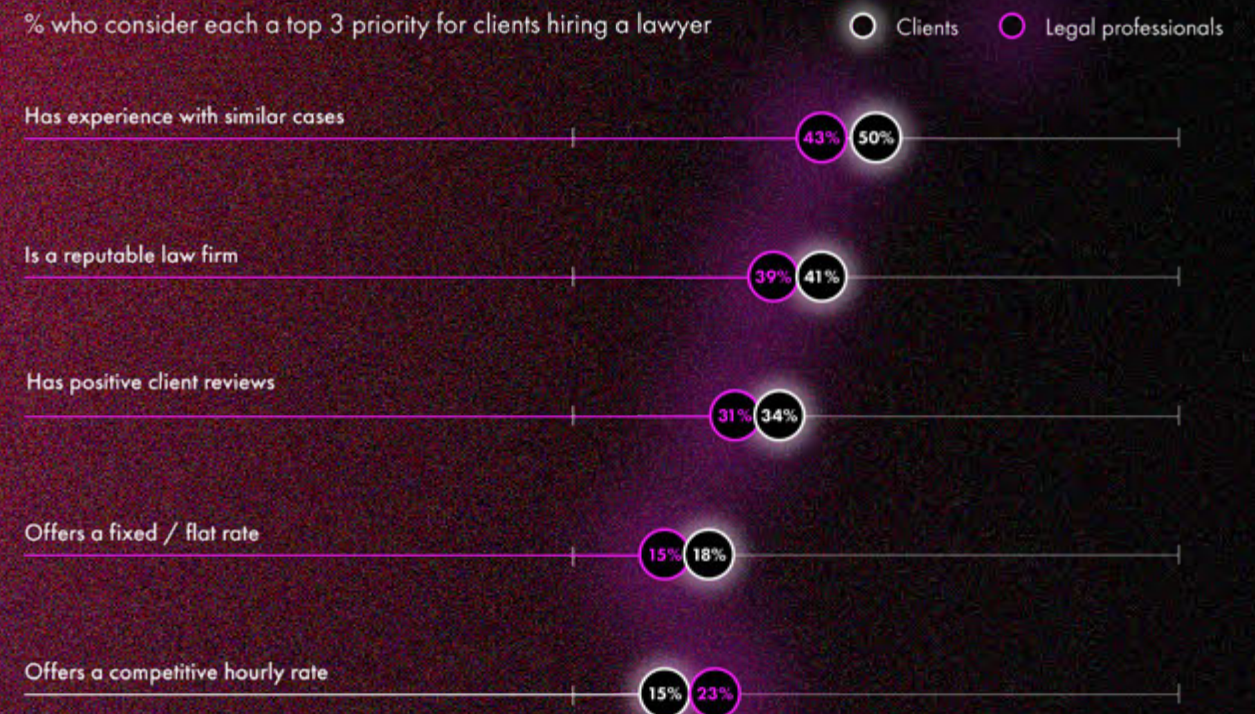 % who consider each a top 3 priority for clients hiring a lawyer
Clients
Legal professionals
Has experience with similar cases
43%
50%
Is a reputable law firm
39%
41%
Has positive client reviews
31%
34%
Offers a fixed / flat rate
15%
18%
Offers a competitive hourly rate
15%
23%